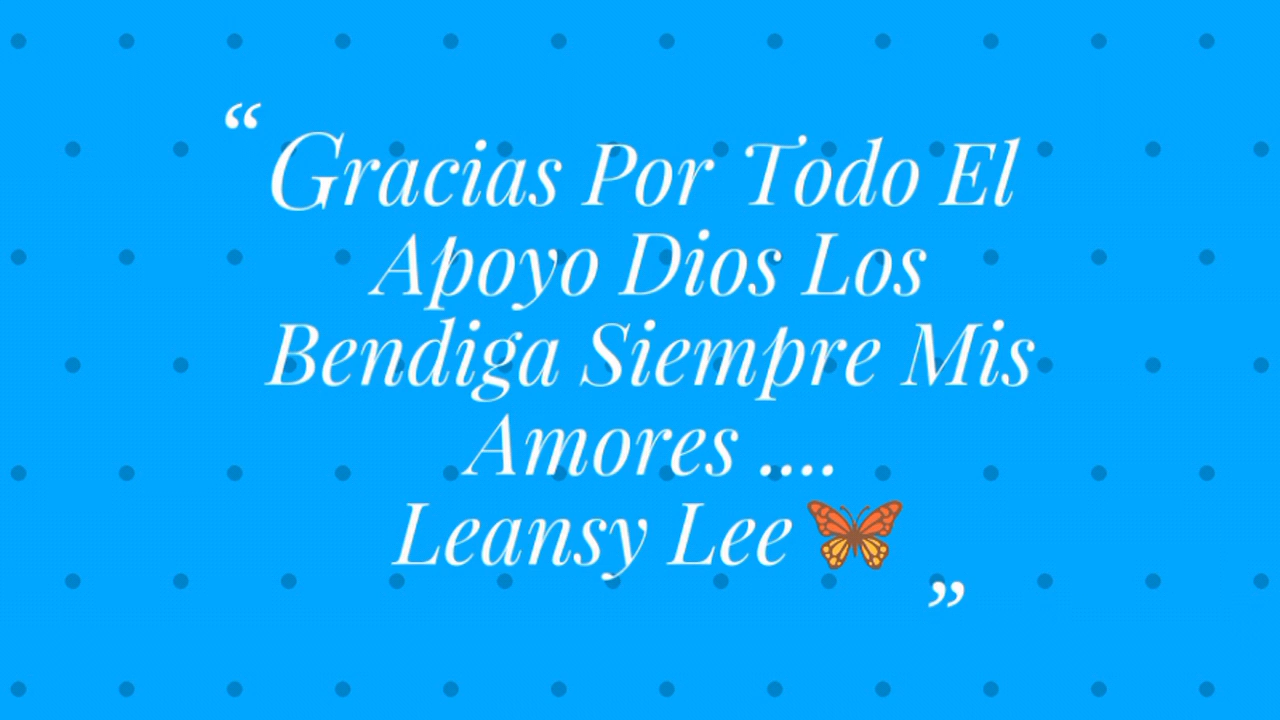 “Gracias Por Todo El
Apoyo Dios Los
Bendiga Siempre Mis
Amores ....
Leansy Lee 🦋”